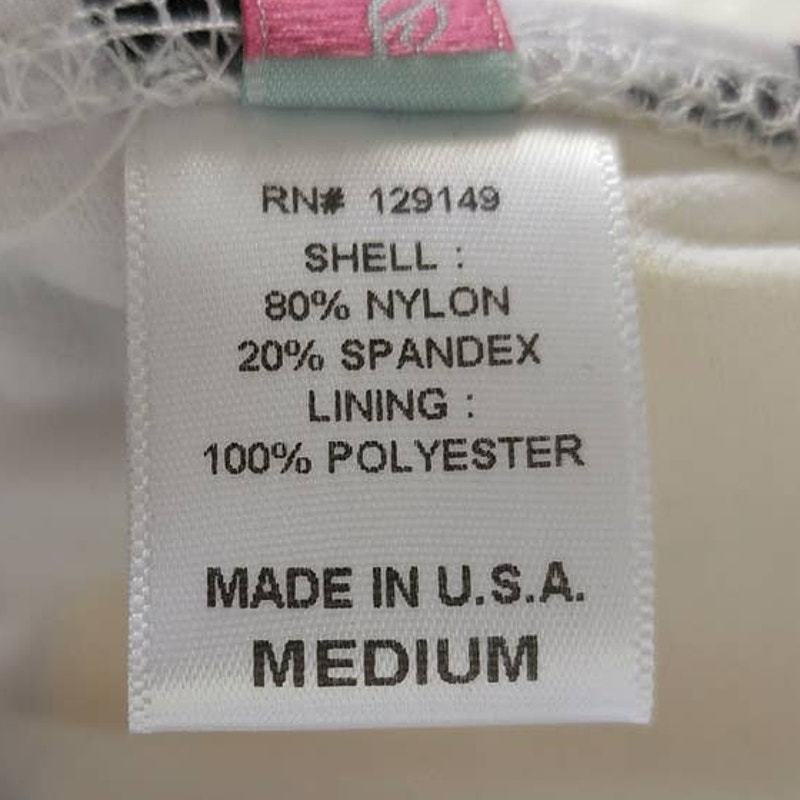 RN# 129149
SHELL :
80% NYLON
20% SPANDEX
LINING :
100% POLYESTER
MADE IN U.S.A.
MEDIUM